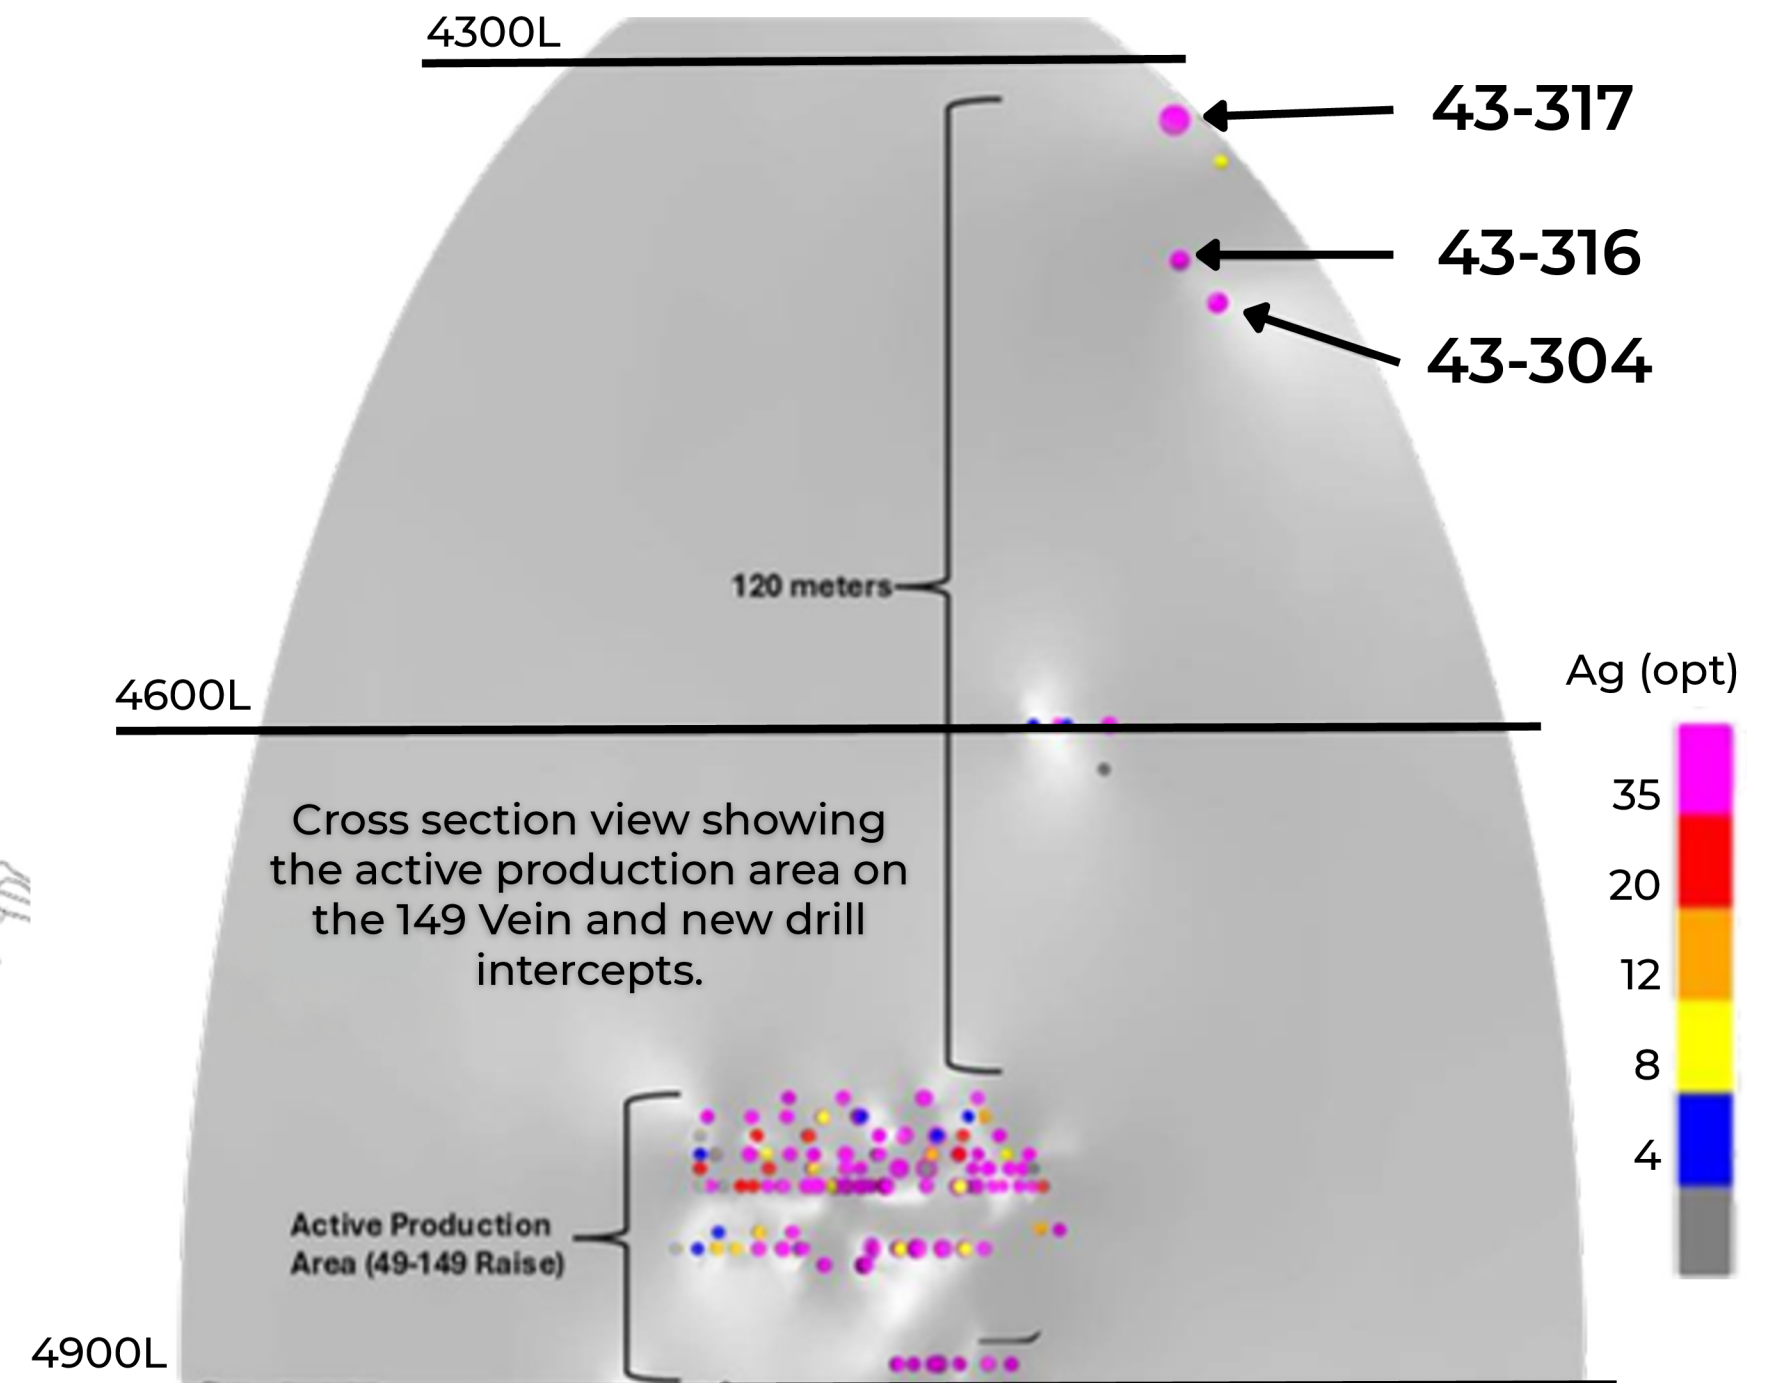 4300L
43-317
43-316
43-304
120 meters
4600L
Ag (opt)
Cross section view showing
the active production area on
the 149 Vein and new drill
intercepts.
35
20
12
8
4
Active Production
Area (49-149 Raise)
4900L